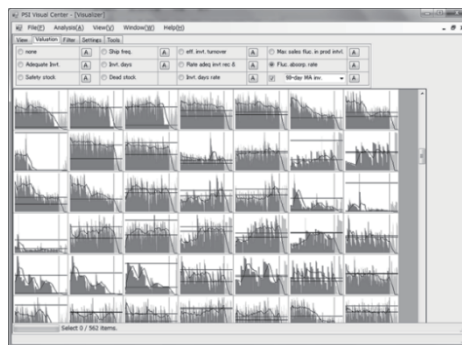 PSI Visual Center - [Visualizer]
File(F) Analysis(A) View(V) Window(W) Help(H)
View Valuation Filter Settings Tools
none A Ship freq. A eff. invt. turnover A Max sales fluc. in prod intvl. A
Adequate Invt. A Invt. days A Rate adeq invt rec 6 A Fluc. absorp. rate A
Safety stock A Dead stock A Invt. days rate A 90-day MA inv. A
Select 0 / 562 items.